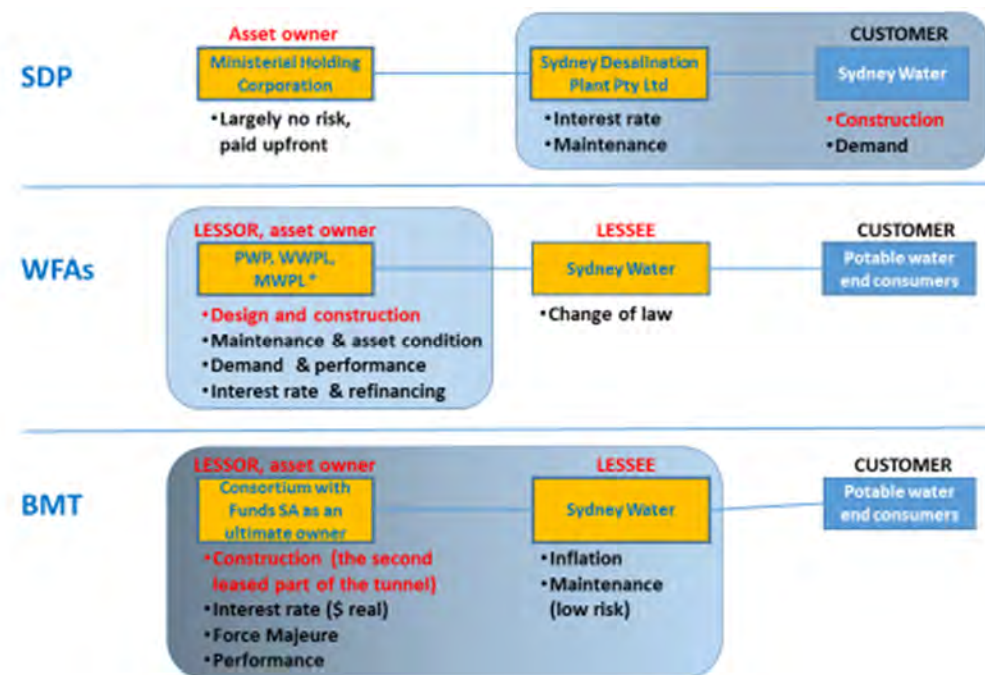 SDP
Asset owner
Ministerial Holding
Corporation
•Largely no risk,
paid upfront
Sydney Desalination
Plant Pty Ltd
•Interest rate
•Maintenance
CUSTOMER
Sydney Water
•Construction
•Demand
WFAs
LESSOR, asset owner
PWP, WWPL,
MWPL *
•Design and construction
•Maintenance & asset condition
•Demand & performance
•Interest rate & refinancing
LESSEE
Sydney Water
•Change of law
CUSTOMER
Potable water
end consumers
BMT
LESSOR, asset owner
Consortium with
Funds SA as an
ultimate owner
•Construction (the second
leased part of the tunnel)
•Interest rate ($ real)
•Force Majeure
•Performance
LESSEE
Sydney Water
•Inflation
•Maintenance
(low risk)
CUSTOMER
Potable water
end consumers